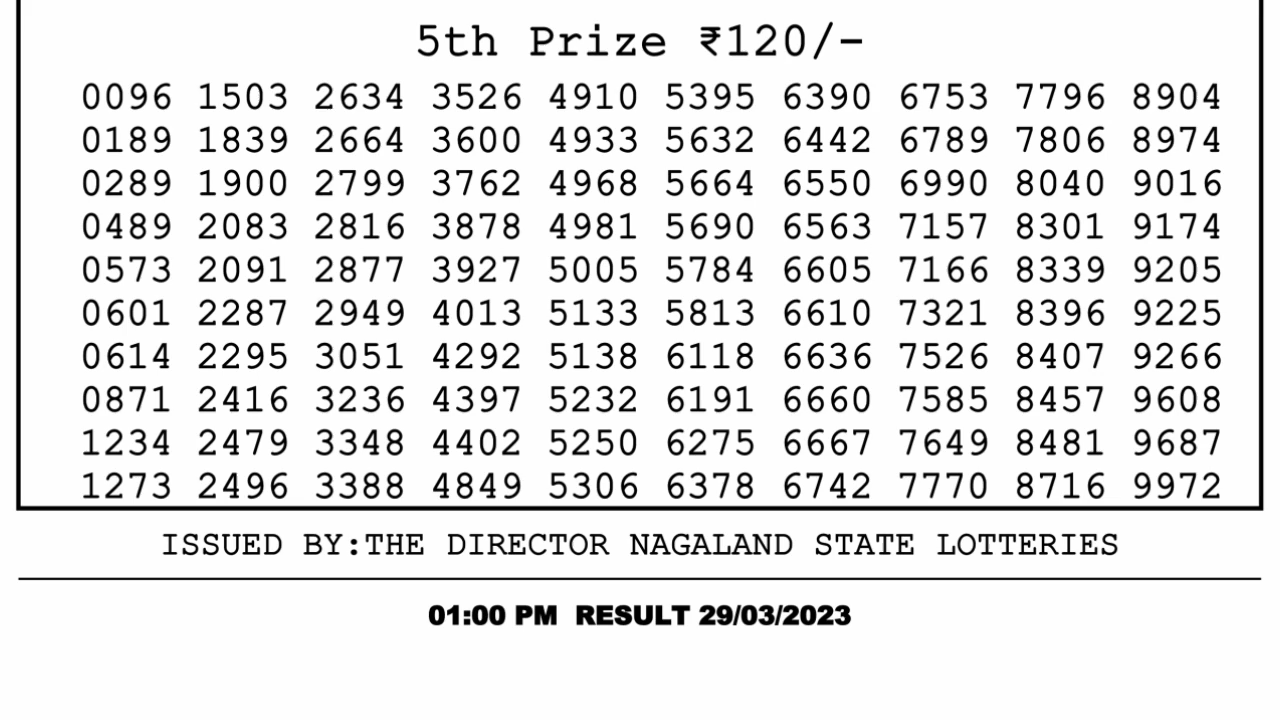 5th Prize ₹120/-
0096 1503 2634 3526 4910 5395 6390 6753 7796 8904
0189 1839 2664 3600 4933 5632 6442 6789 7806 8974
0289 1900 2799 3762 4968 5664 6550 6990 8040 9016
0489 2083 2816 3878 4981 5690 6563 7157 8301 9174
0573 2091 2877 3927 5005 5784 6605 7166 8339 9205
0601 2287 2949 4013 5133 5813 6610 7321 8396 9225
0614 2295 3051 4292 5138 6118 6636 7526 8407 9266
0871 2416 3236 4397 5232 6191 6660 7585 8457 9608
1234 2479 3348 4402 5250 6275 6667 7649 8481 9687
1273 2496 3388 4849 5306 6378 6742 7770 8716 9972
ISSUED BY:THE DIRECTOR NAGALAND STATE LOTTERIES
01:00 PM RESULT 29/03/2023